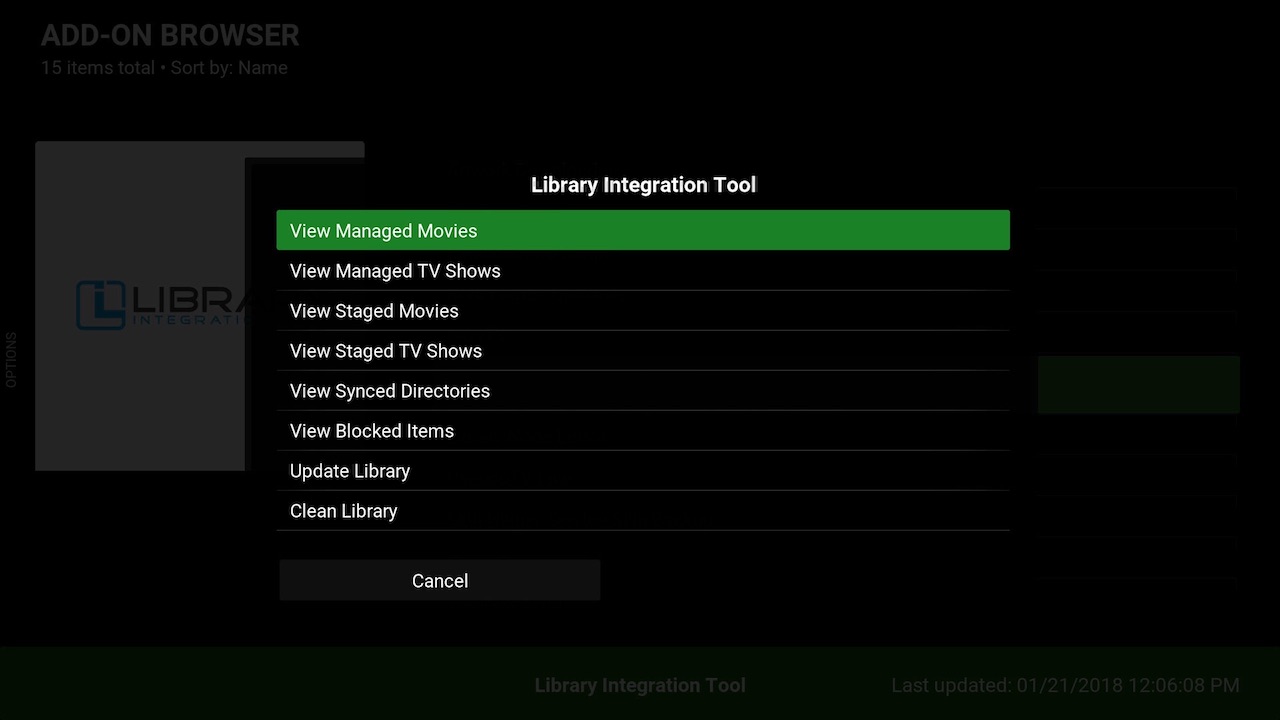 ADD-ON BROWSER
15 items total • Sort by: Name
OPTIONS
LIBRA
INTEGRATIO
Library Integration Tool
View Managed Movies
View Managed TV Shows
View Staged Movies
View Staged TV Shows
View Synced Directories
View Blocked Items
Update Library
Clean Library
Cancel
Library Integration Tool
Last updated: 01/21/2018 12:06:08 PM